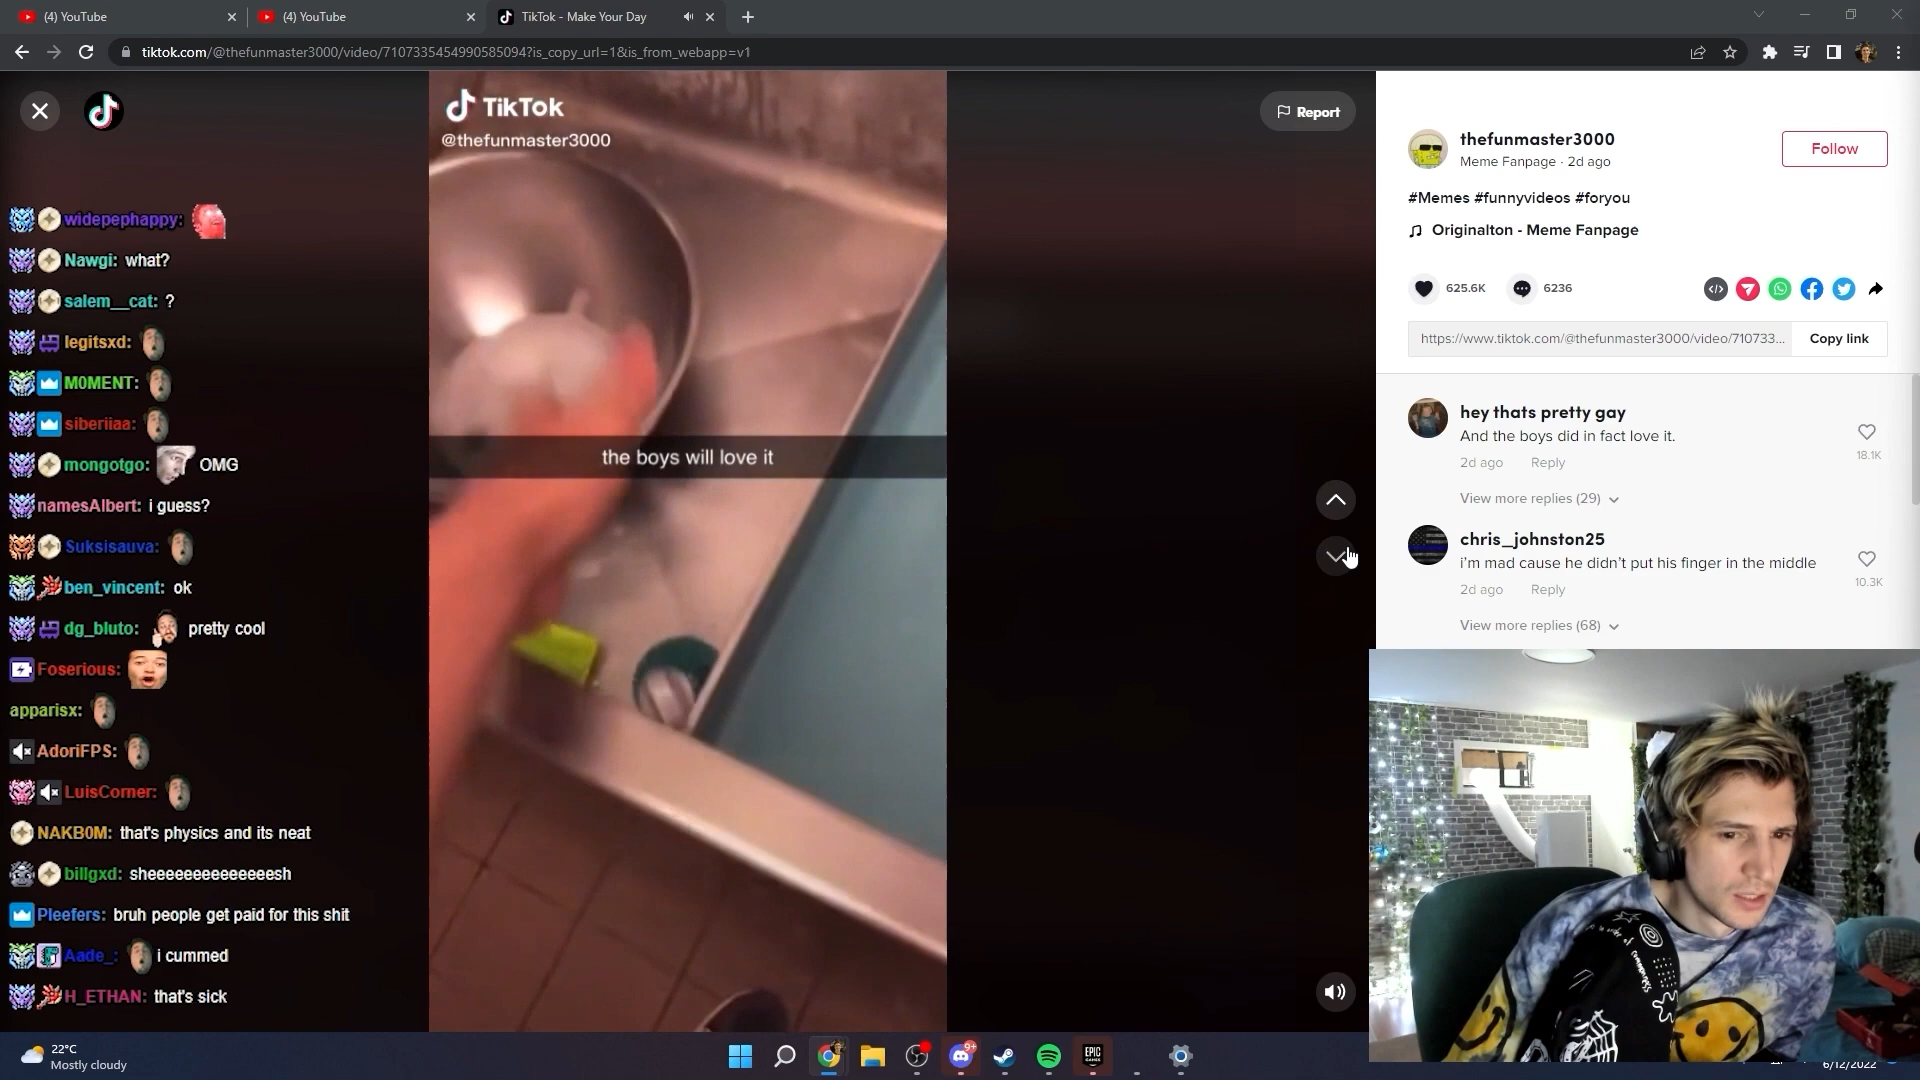 (4) YouTube
(4) YouTube
TikTok - Make Your Day
tiktok.com/@thefunmaster3000/video/7107335454990585094?is_copy_url=1&is_from_webapp=v1
TikTok
@thefunmaster3000
Report
the boys will love it
widepephappy:
Nawgi: what?
salem__cat: ?
legitsxd:
M0MENT:
siberiiaa:
mongotgo: OMG
namesAlbert: i guess?
Suksisauva:
ben_vincent: ok
dg_bluto: pretty cool
Foserious:
apparisx:
AdoriFPS:
LuisCorner:
NAKB0M: that's physics and its neat
billgxd: sheeeeeeeeeeeeeesh
Pleefers: bruh people get paid for this shit
Aade_: i cummed
H_ETHAN: that's sick
thefunmaster3000
Meme Fanpage · 2d ago
Follow
#Memes #funnyvideos #foryou
Originalton - Meme Fanpage
625.6K
6236
https://www.tiktok.com/@thefunmaster3000/video/710733...
Copy link
hey thats pretty gay
And the boys did in fact love it.
18.1K
2d ago Reply
View more replies (29)
chris_johnston25
i'm mad cause he didn't put his finger in the middle
10.3K
2d ago Reply
View more replies (68)
22°C
Mostly cloudy
9+
EPIC
GAMES
6/12/2022